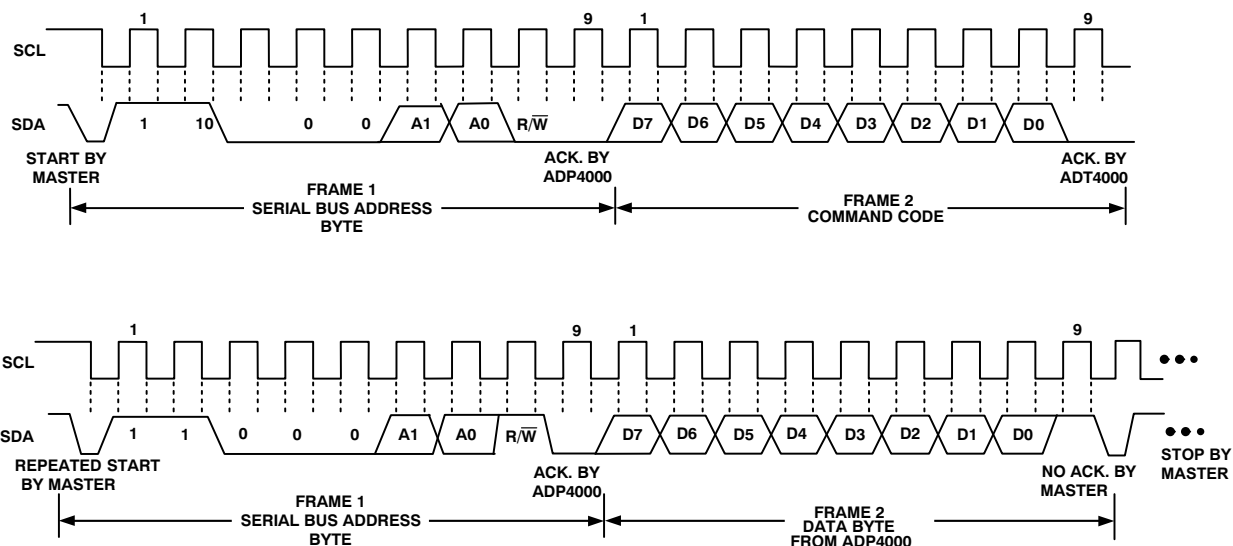 1 9 1 9
SCL
SDA 1 10 0 0 A1 A0 R/W̅ D7 D6 D5 D4 D3 D2 D1 D0
START BY
MASTER
ACK. BY
ADP4000
ACK. BY
ADT4000
FRAME 1
SERIAL BUS ADDRESS
BYTE
FRAME 2
COMMAND CODE
1 9 1 9
SCL
SDA 1 1 0 0 0 A1 A0 R/W̅ D7 D6 D5 D4 D3 D2 D1 D0
REPEATED START
BY MASTER
ACK. BY
ADP4000
NO ACK. BY
MASTER
STOP BY
MASTER
FRAME 1
SERIAL BUS ADDRESS
BYTE
FRAME 2
DATA BYTE
FROM ADP4000